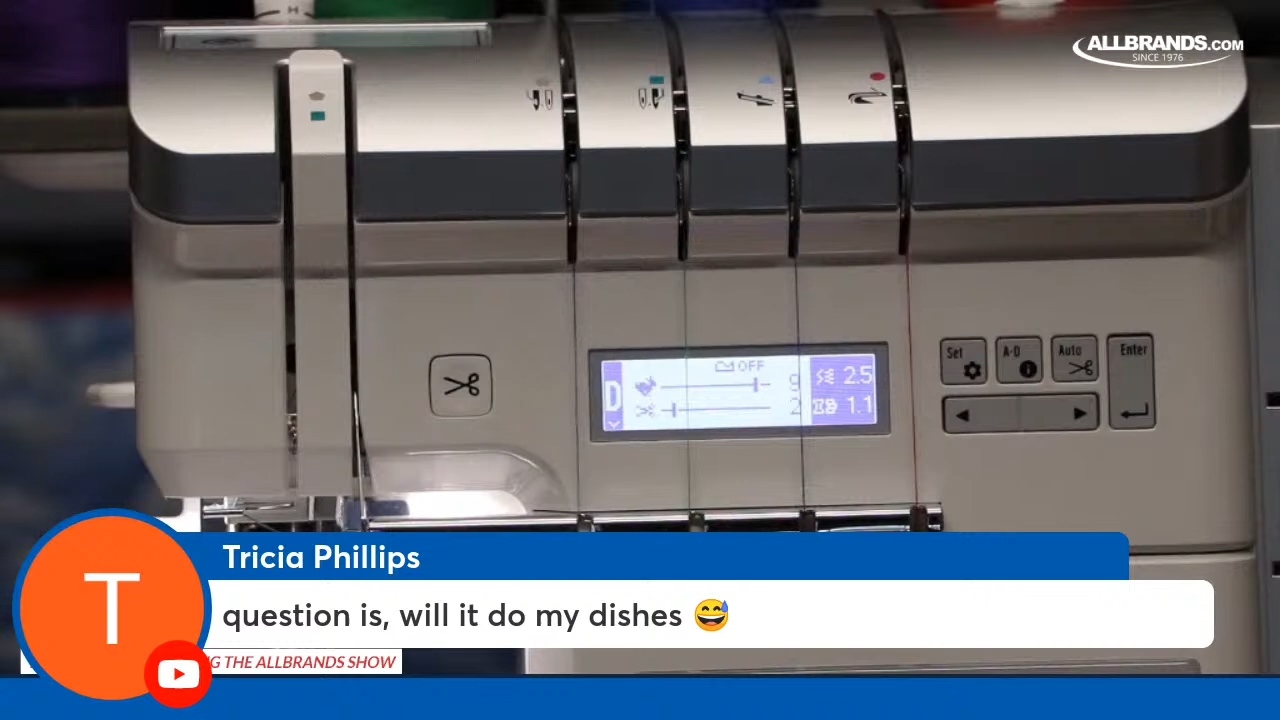 H
ALLBRANDS.COM
SINCE 1976
OFF
D
9
2
2.5
1.1
Set
A-D
Auto
Enter
Tricia Phillips
question is, will it do my dishes 😅
T
G THE ALLBRANDS SHOW